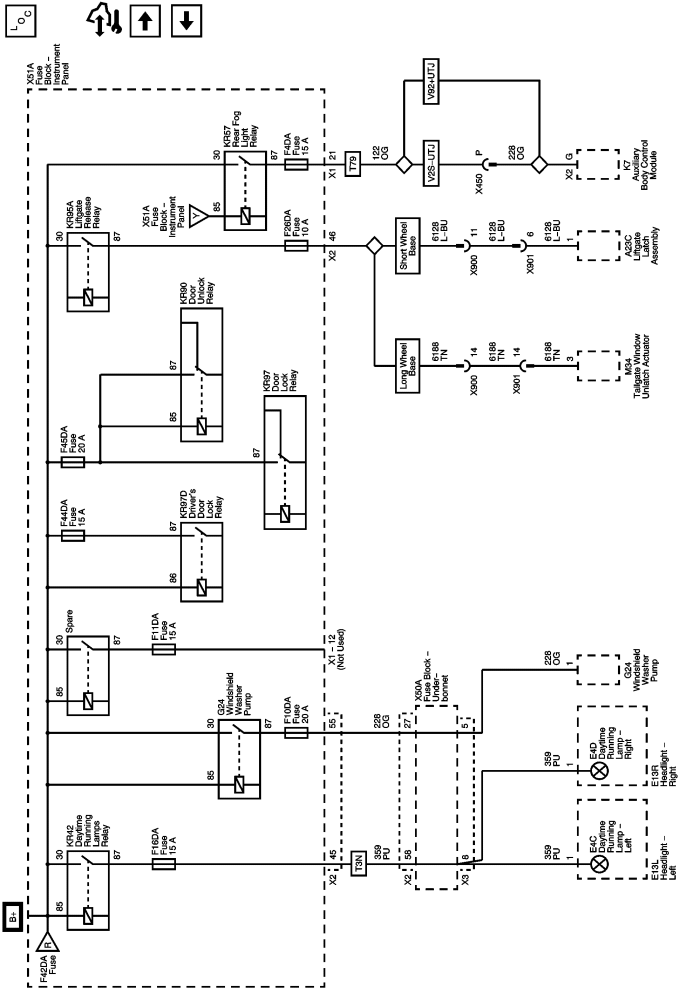 LOC
X51A
Fuse
Block –
Instrument
Panel
B+
R
F42DA
Fuse
KR42
Daytime
Running
Lamps
Relay
30
85
87
F16DA
Fuse
15 A
45
X2
T3N
359
PU
58
X2
8
X3
359
PU
1
E4C
Daytime
Running
Lamp –
Left
E13L
Headlight –
Left
359
PU
1
E4D
Daytime
Running
Lamp –
Right
E13R
Headlight –
Right
G24
Windshield
Washer
Pump
30
85
87
F10DA
Fuse
20 A
55
228
OG
27
X50A
Fuse Block –
Under–
bonnet
5
228
OG
1
G24
Windshield
Washer
Pump
Spare
30
85
87
F11DA
Fuse
15 A
X1 – 12
(Not Used)
F44DA
Fuse
15 A
KR97D
Driver's
Door
Lock
Relay
87
86
F45DA
Fuse
20 A
KR97
Door
Lock
Relay
87
KR90
Door
Unlock
Relay
87
85
KR95A
Liftgate
Release
Relay
30
87
F26DA
Fuse
10 A
46
X2
Short Wheel
Base
6128
L–BU
11
X900
6128
L–BU
6
X901
6128
L–BU
1
A23C
Liftgate
Latch
Assembly
Long Wheel
Base
6188
TN
14
X900
6188
TN
14
X901
6188
TN
3
M94
Tailgate Window
Unlatch Actuator
KR57
Rear Fog
Light
Relay
30
85
87
X51A
Fuse
Block –
Instrument
Panel
Y
F4DA
Fuse
15 A
21
X1
T79
122
OG
V92+UTJ
V2S–UTJ
P
X450
228
OG
G
X2
K7
Auxiliary
Body Control
Module